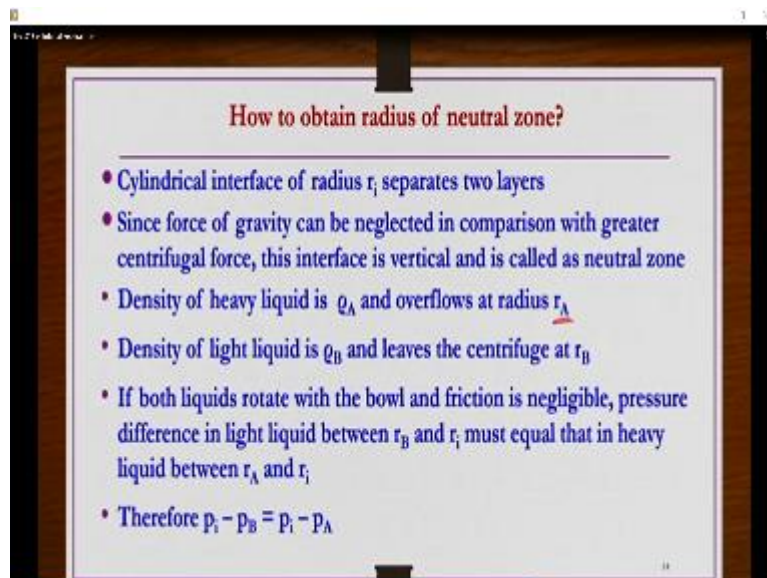 How to obtain radius of neutral zone?
• Cylindrical interface of radius rᵢ separates two layers
• Since force of gravity can be neglected in comparison with greater
centrifugal force, this interface is vertical and is called as neutral zone
• Density of heavy liquid is ϱA and overflows at radius rA
• Density of light liquid is ϱB and leaves the centrifuge at rB
• If both liquids rotate with the bowl and friction is negligible, pressure
difference in light liquid between rB and rᵢ must equal that in heavy
liquid between rA and rᵢ
• Therefore pᵢ – pB = pᵢ – pA